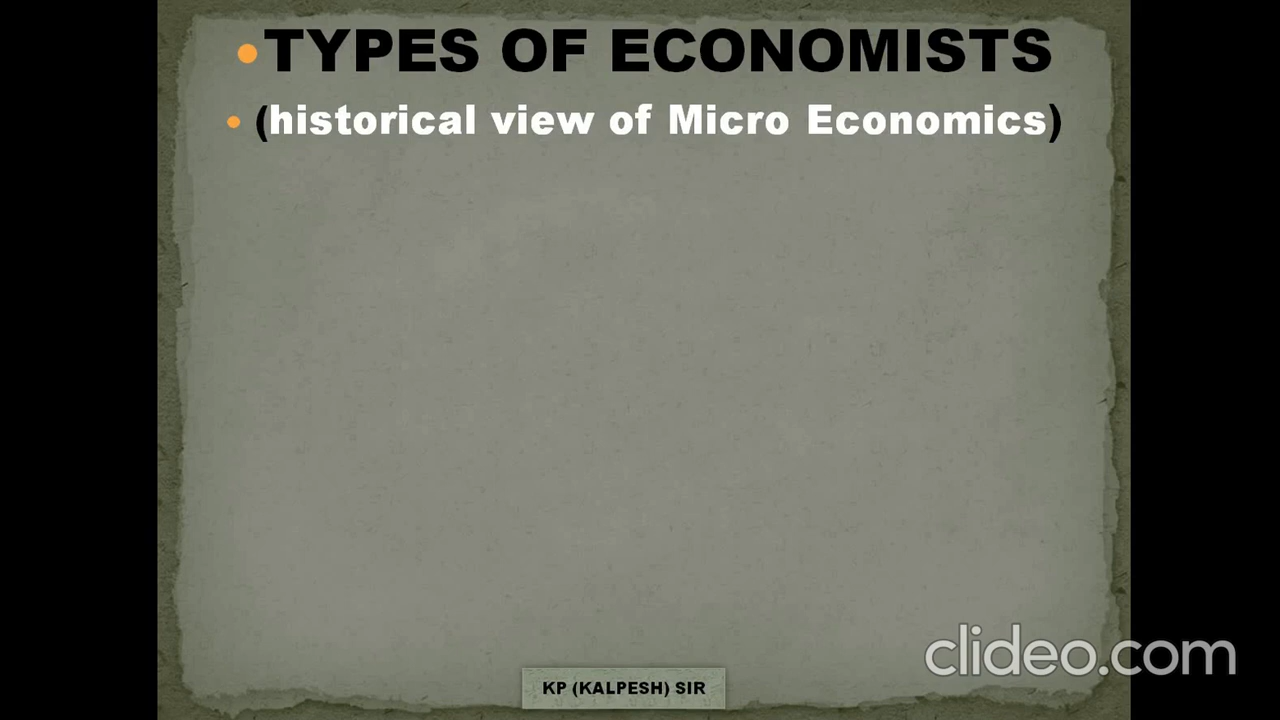 •TYPES OF ECONOMISTS
• (historical view of Micro Economics)
clideo.com
KP (KALPESH) SIR